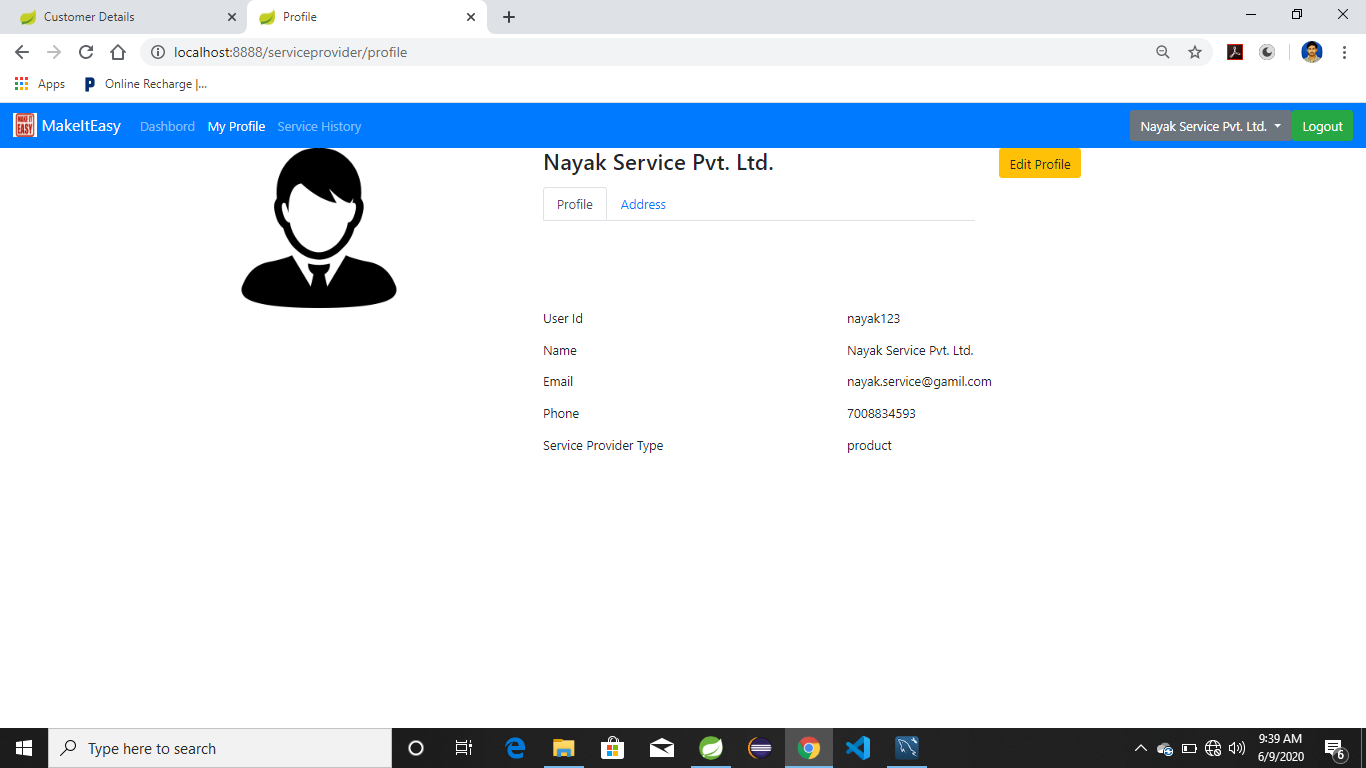 Customer Details
Profile
localhost:8888/serviceprovider/profile
Apps
Online Recharge |...
MAKE IT EASY
MakeItEasy
Dashbord
My Profile
Service History
Nayak Service Pvt. Ltd.
Logout
Nayak Service Pvt. Ltd.
Edit Profile
Profile
Address
User Id nayak123
Name Nayak Service Pvt. Ltd.
Email nayak.service@gamil.com
Phone 7008834593
Service Provider Type product
Type here to search
9:39 AM
6/9/2020
6